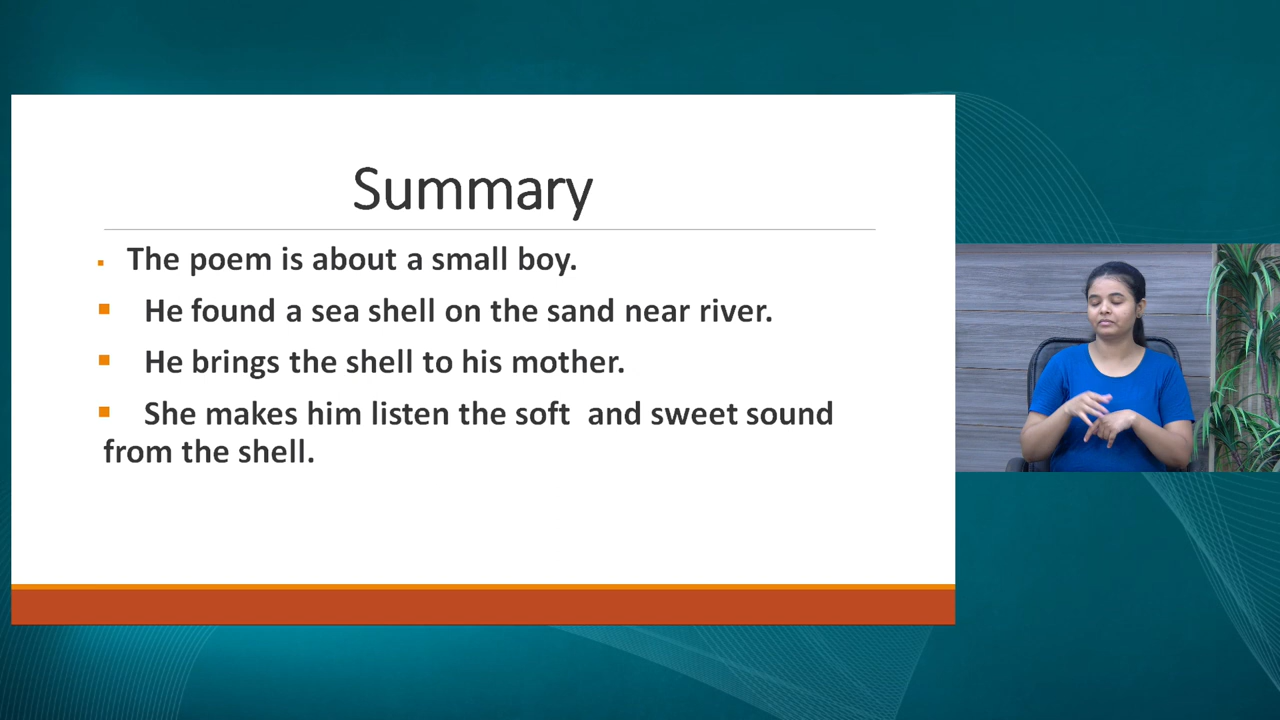 Summary
The poem is about a small boy.
He found a sea shell on the sand near river.
He brings the shell to his mother.
She makes him listen the soft and sweet sound
from the shell.